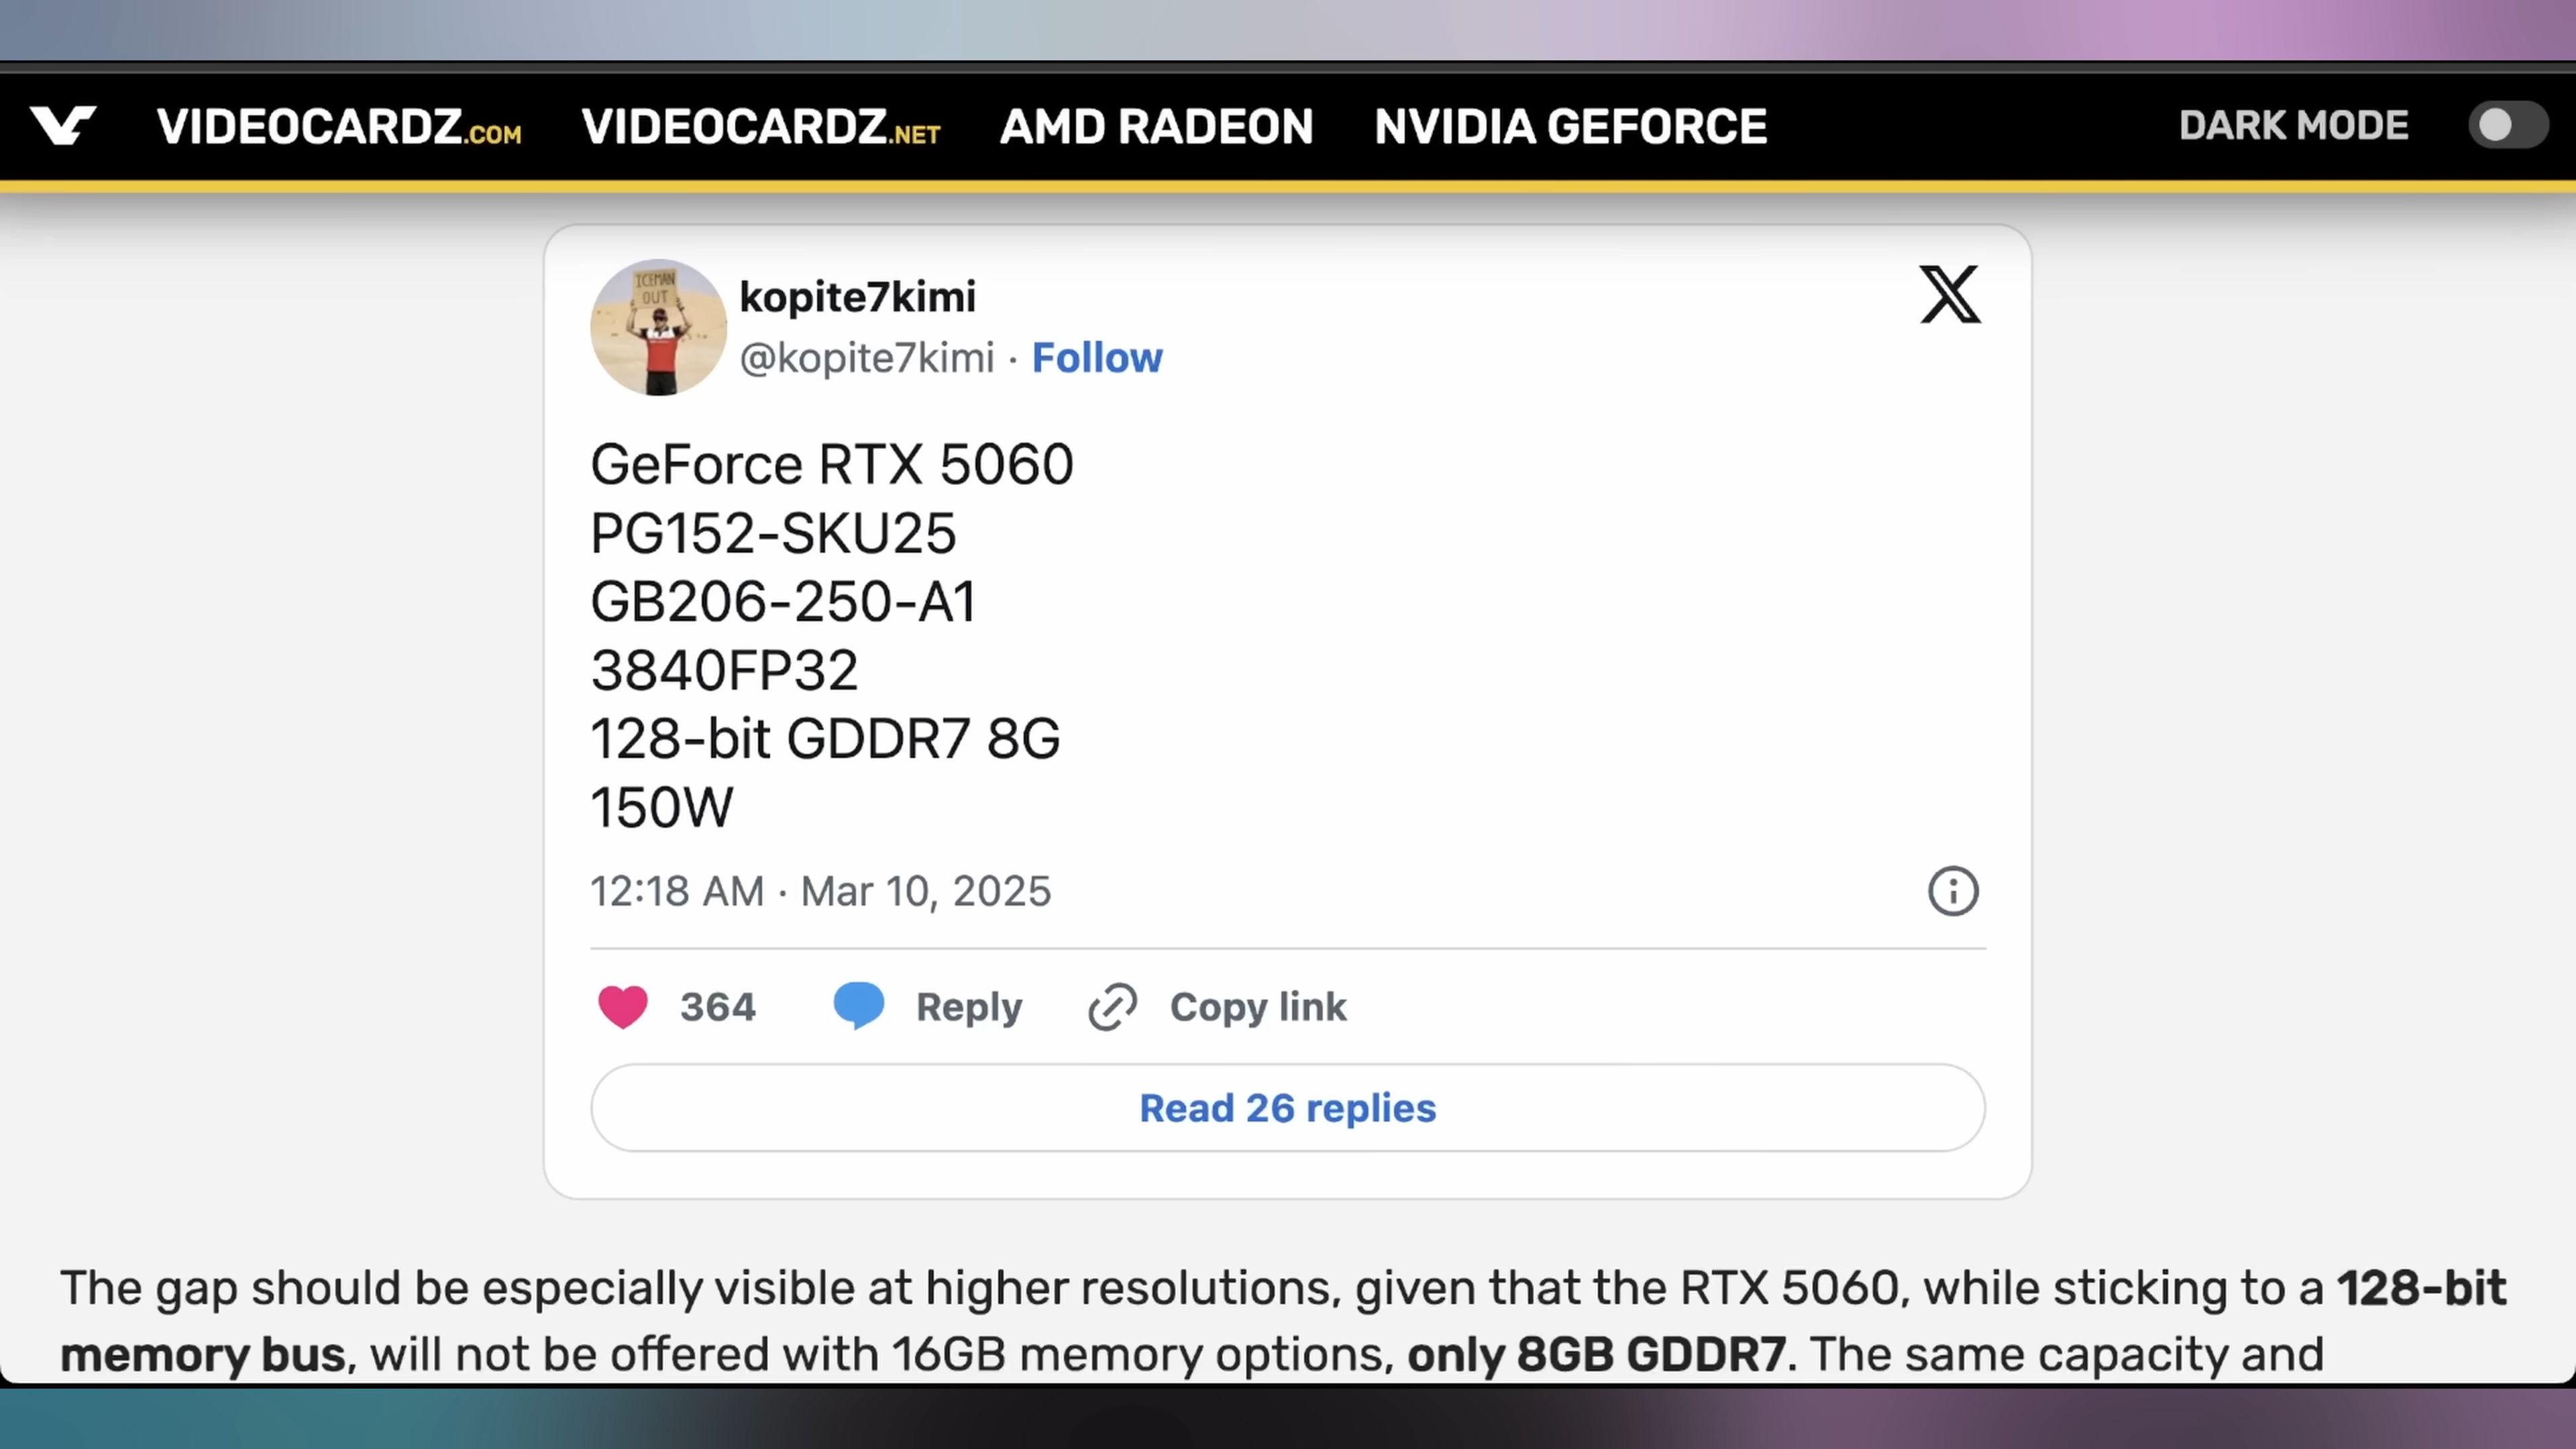 VIDEOCARDZ.COM VIDEOCARDZ.NET AMD RADEON NVIDIA GEFORCE DARK MODE
ICEMAN
OUT
kopite7kimi
@kopite7kimi · Follow
GeForce RTX 5060
PG152-SKU25
GB206-250-A1
3840FP32
128-bit GDDR7 8G
150W
12:18 AM · Mar 10, 2025
364 Reply Copy link
Read 26 replies
The gap should be especially visible at higher resolutions, given that the RTX 5060, while sticking to a 128-bit
memory bus, will not be offered with 16GB memory options, only 8GB GDDR7. The same capacity and